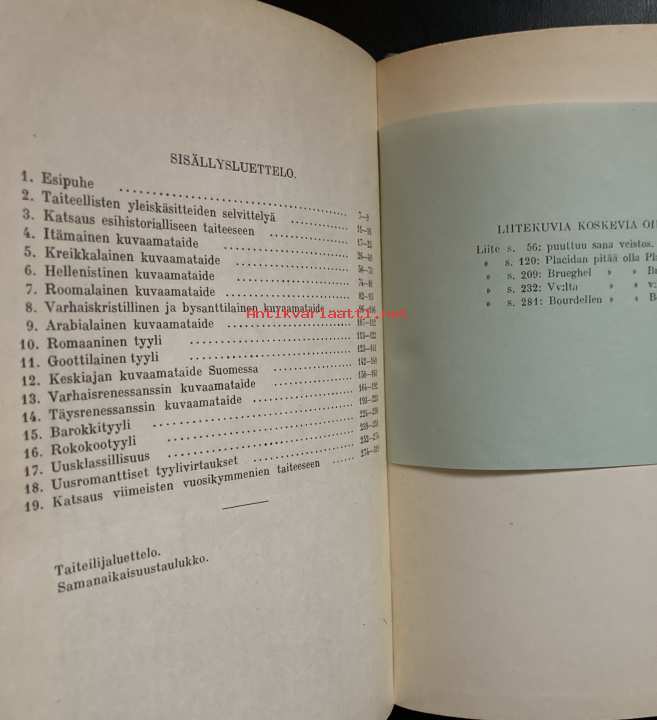 SISÄLLYSLUETTELO.
1. Esipuhe
2. Taiteellisten yleiskäsitteiden selvittelyä 7—9
3. Katsaus esihistorialliseen taiteeseen
4. Itämainen kuvaamataide
5. Kreikkalainen kuvaamataide
6. Hellenistinen kuvaamataide
7. Roomalainen kuvaamataide
8. Varhaiskristillinen ja bysanttilainen kuvaamataide
9. Arabialainen kuvaamataide
10. Romaaninen tyyli
11. Goottilainen tyyli
12. Keskiajan kuvaamataide Suomessa
13. Varhaisrenessanssin kuvaamataide
14. Täysrenessanssin kuvaamataide
15. Barokkityyli
16. Rokokootyyli
17. Uusklassillisuus
18. Uusromanttiset tyylivirtaukset
19. Katsaus viimeisten vuosikymmenien taiteeseen
Taiteilijaluettelo.
Samanaikaisuustaulukko.
Antikvariaatti.net
LIITEKUVIA KOSKEVIA
Liite s. 56; puuttuu sana veistos.
» s. 120: Placidan pitää olla
» s. 209: Brueghel » »
» s. 232: Vv:lta » v:
» s. 281: Bourdellen » »